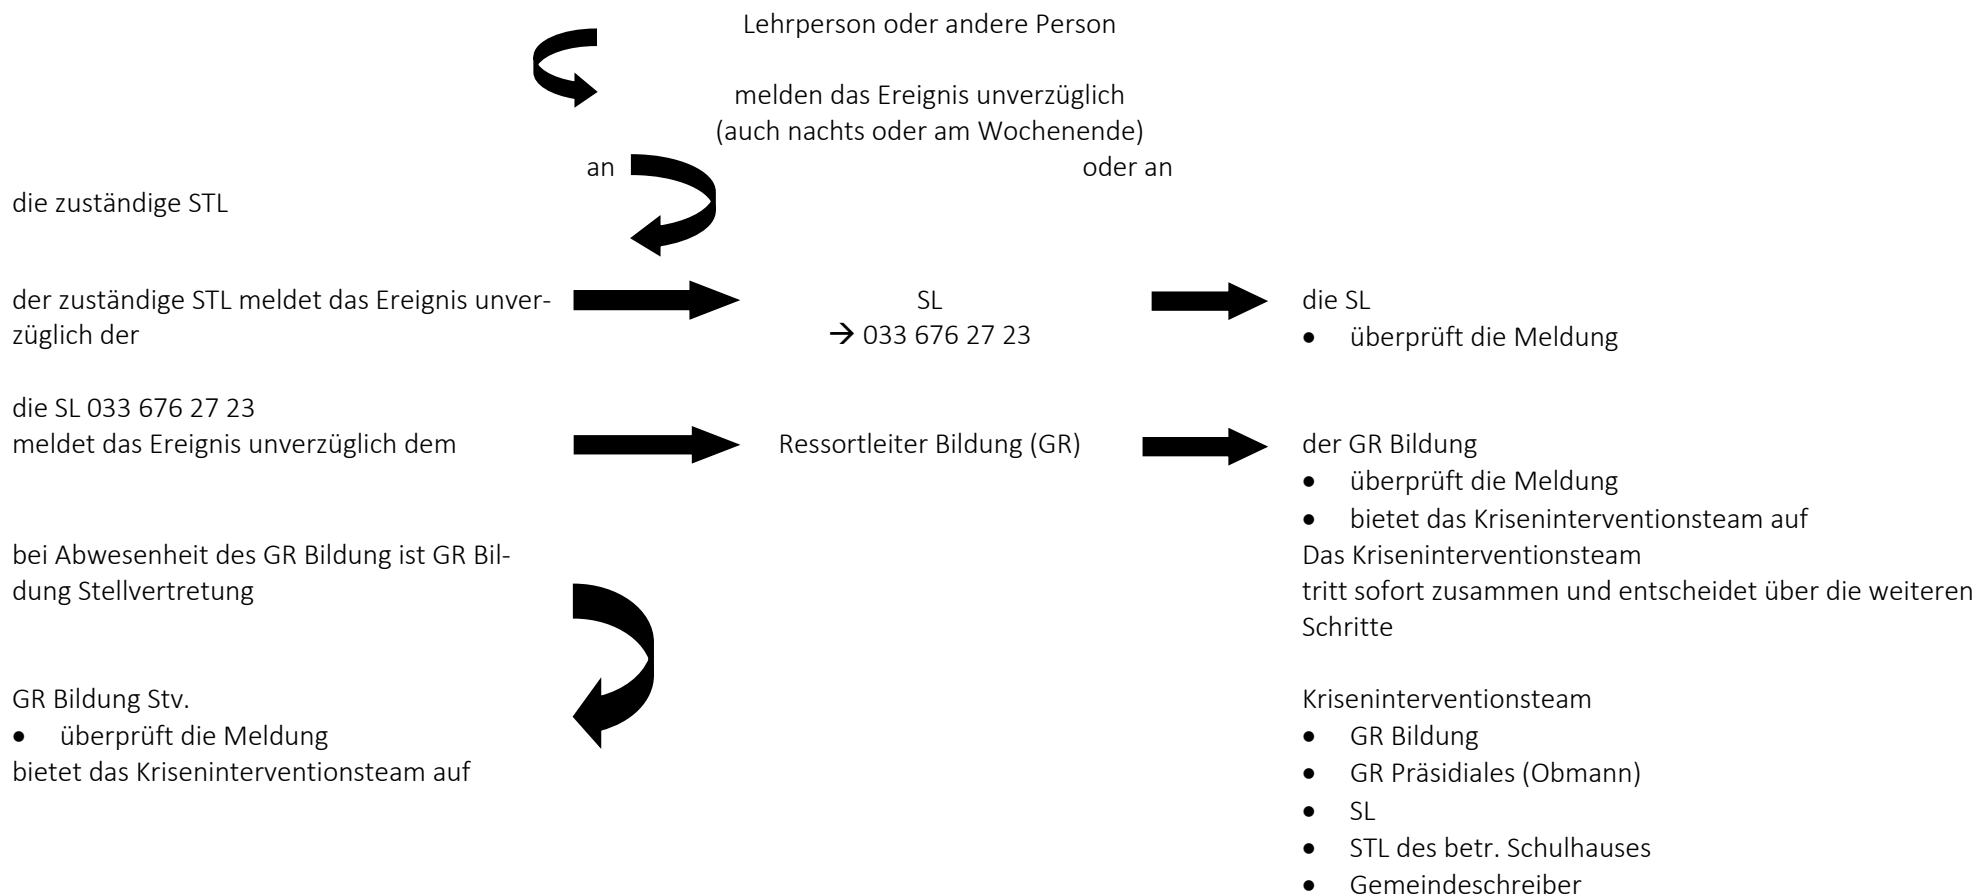 Lehrperson oder andere Person
melden das Ereignis unverzüglich
(auch nachts oder am Wochenende)
an
oder an
die zuständige STL
der zuständige STL meldet das Ereignis unver-
züglich der
SL
→ 033 676 27 23
die SL
• überprüft die Meldung
die SL 033 676 27 23
meldet das Ereignis unverzüglich dem
Ressortleiter Bildung (GR)
der GR Bildung
• überprüft die Meldung
• bietet das Kriseninterventionsteam auf
Das Kriseninterventionsteam
tritt sofort zusammen und entscheidet über die weiteren
Schritte
bei Abwesenheit des GR Bildung ist GR Bil-
dung Stellvertretung
GR Bildung Stv.
• überprüft die Meldung
bietet das Kriseninterventionsteam auf
Kriseninterventionsteam
• GR Bildung
• GR Präsidiales (Obmann)
• SL
• STL des betr. Schulhauses
• Gemeindeschreiber